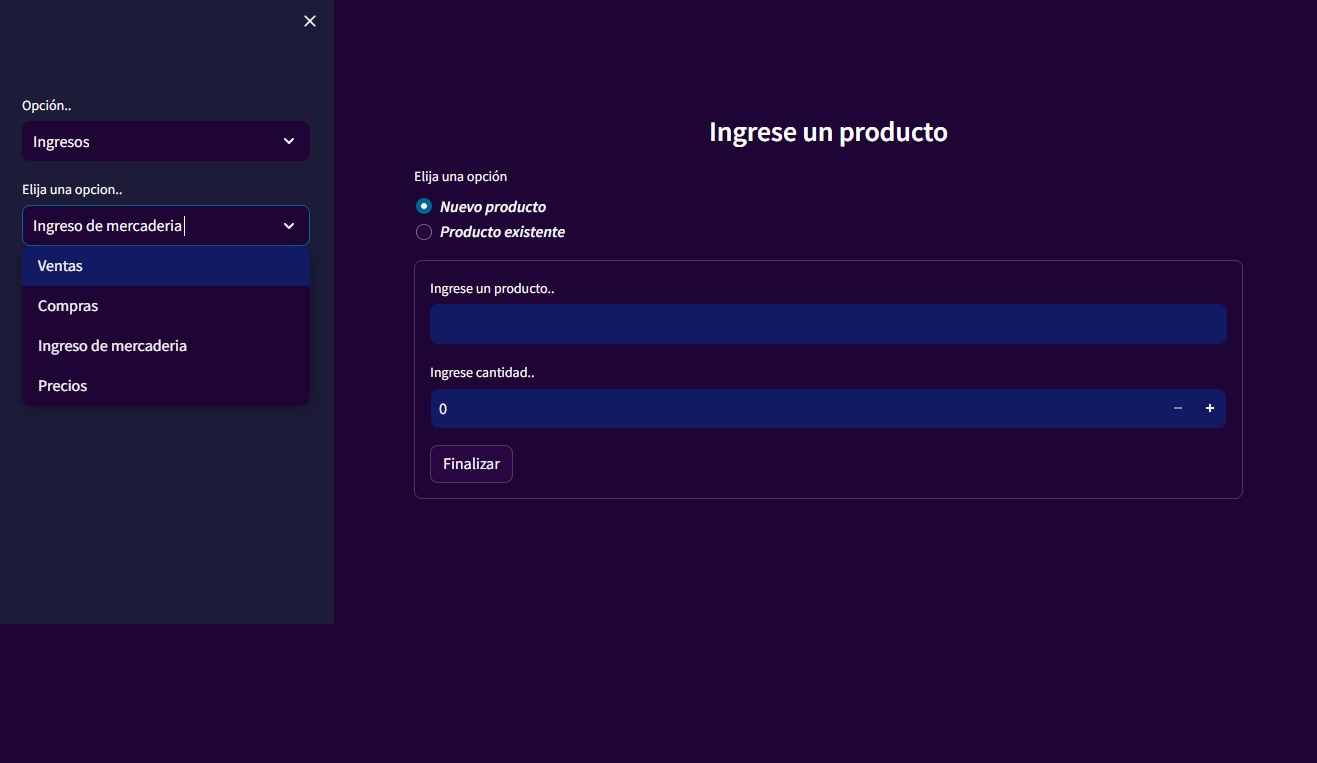 Opción..
Ingresos
Elija una opcion..
Ingreso de mercaderia
Ventas
Compras
Ingreso de mercaderia
Precios
Ingrese un producto
Elija una opción
Nuevo producto
Producto existente
Ingrese un producto..
Ingrese cantidad..
0
Finalizar